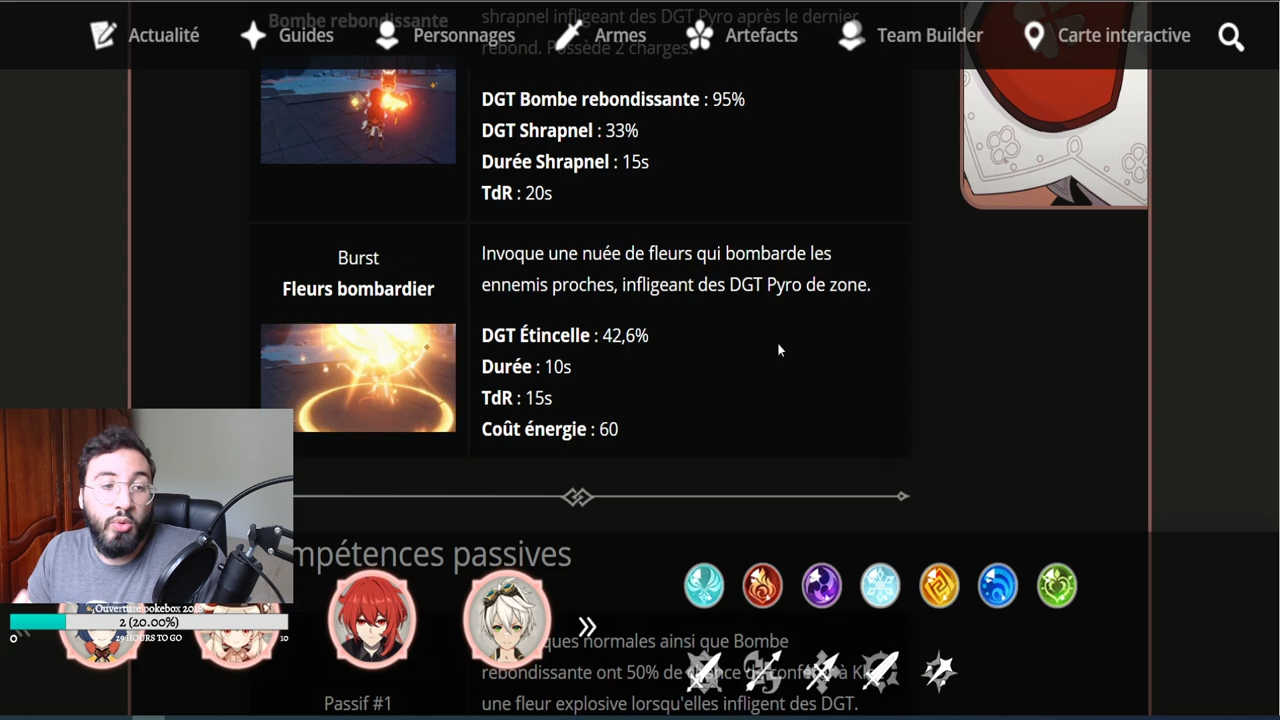 Bombe rebondissante
shrapnel infligeant des DGT Pyro après le dernier
Actualité Guides Personnages Armes Artefacts Team Builder Carte interactive
rebond. Possède 2 charges.
DGT Bombe rebondissante : 95%
DGT Shrapnel : 33%
Durée Shrapnel : 15s
TdR : 20s
Burst
Fleurs bombardier
Invoque une nuée de fleurs qui bombarde les
ennemis proches, infligeant des DGT Pyro de zone.
DGT Étincelle : 42,6%
Durée : 10s
TdR : 15s
Coût énergie : 60
mpétences passives
Ouverture pokebox 2018
2 (20.00%)
0 29 HOURS TO GO 10
ques normales ainsi que Bombe
rebondissante ont 50% de chance de conférer à K
une fleur explosive lorsqu'elles infligent des DGT.
Passif #1